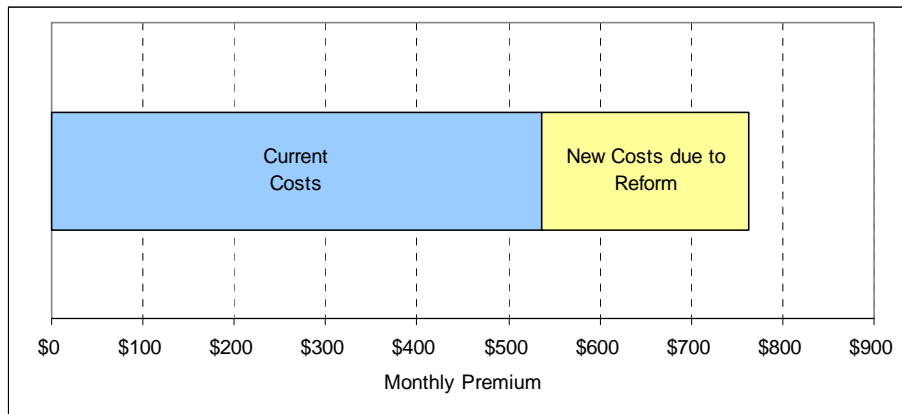 Current
Costs
New Costs due to
Reform
$0 $100 $200 $300 $400 $500 $600 $700 $800 $900
Monthly Premium